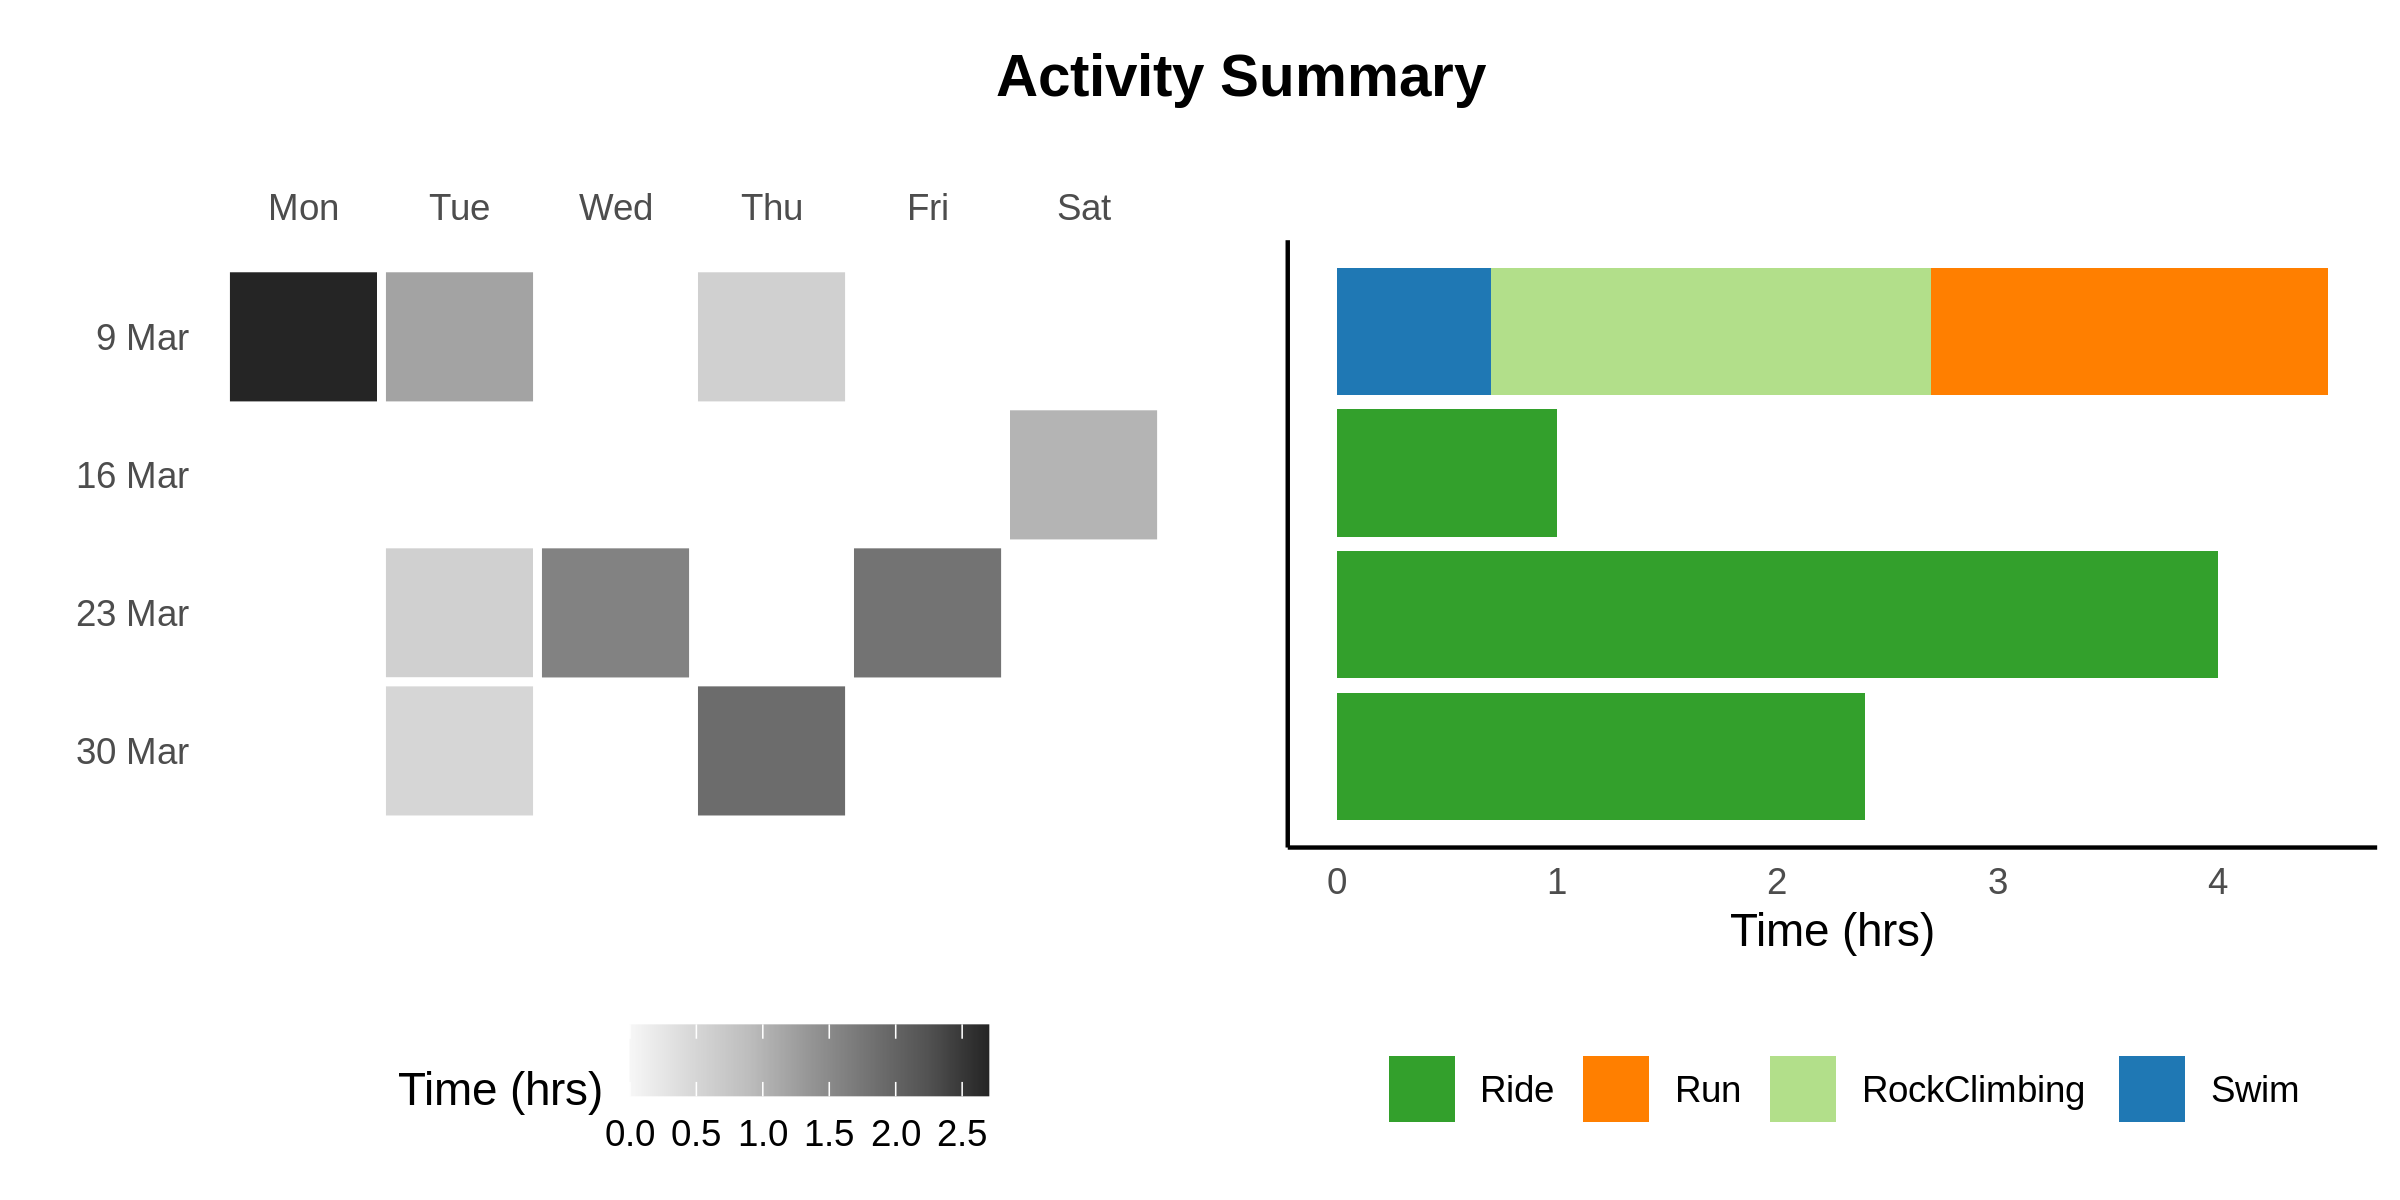 Activity Summary
Mon Tue Wed Thu Fri Sat
9 Mar
16 Mar
23 Mar
30 Mar
Time (hrs)
0.0 0.5 1.0 1.5 2.0 2.5
0 1 2 3 4
Time (hrs)
Ride Run RockClimbing Swim